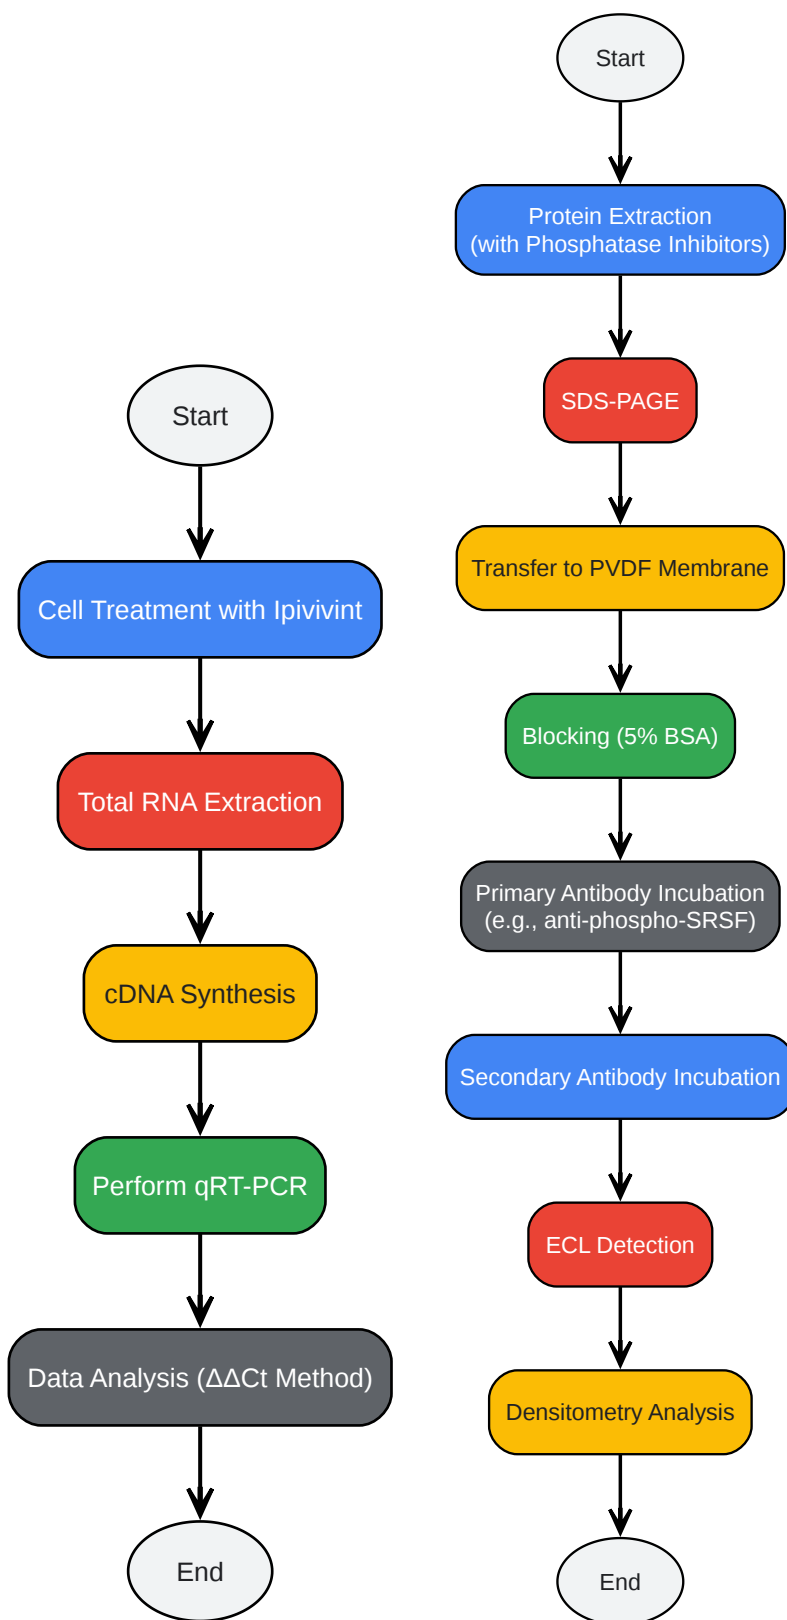 Start
Cell Treatment with Ipivivint
Total RNA Extraction
cDNA Synthesis
Perform qRT-PCR
Data Analysis (ΔΔCt Method)
End
Start
Protein Extraction
(with Phosphatase Inhibitors)
SDS-PAGE
Transfer to PVDF Membrane
Blocking (5% BSA)
Primary Antibody Incubation
(e.g., anti-phospho-SRSF)
Secondary Antibody Incubation
ECL Detection
Densitometry Analysis
End